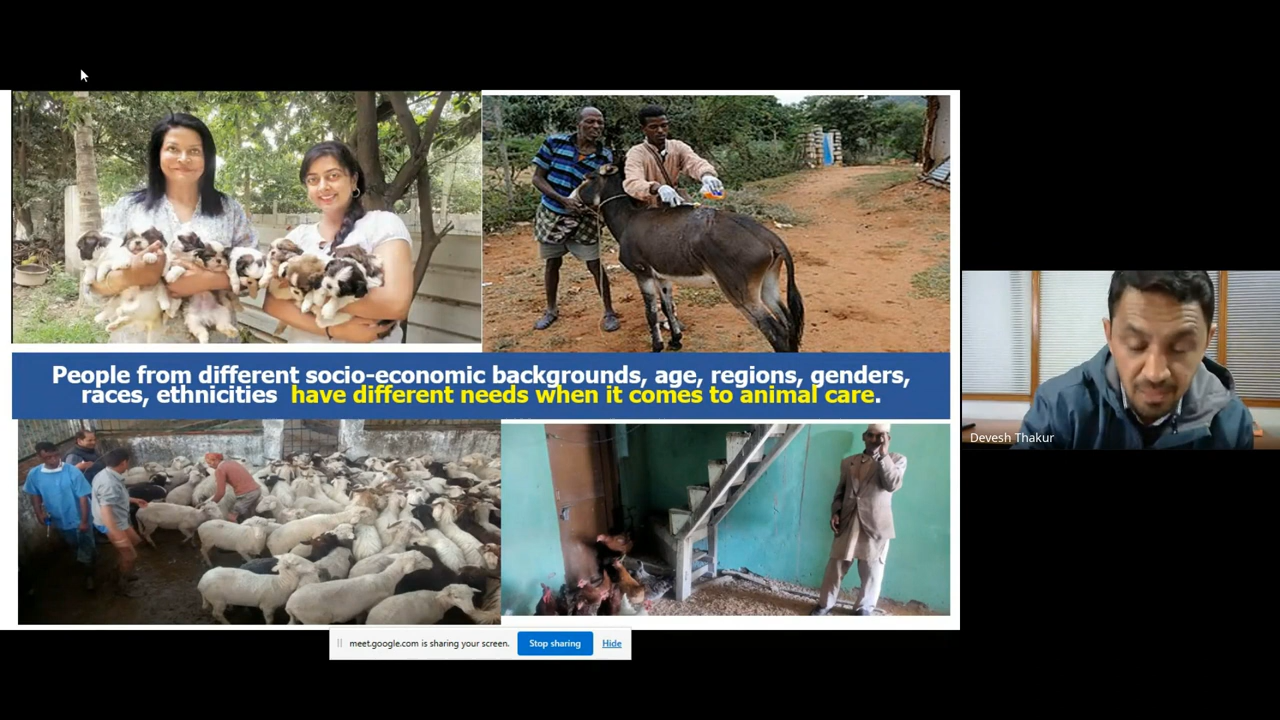 People from different socio-economic backgrounds, age, regions, genders,
races, ethnicities have different needs when it comes to animal care.
Devesh Thakur
meet.google.com is sharing your screen. Stop sharing Hide